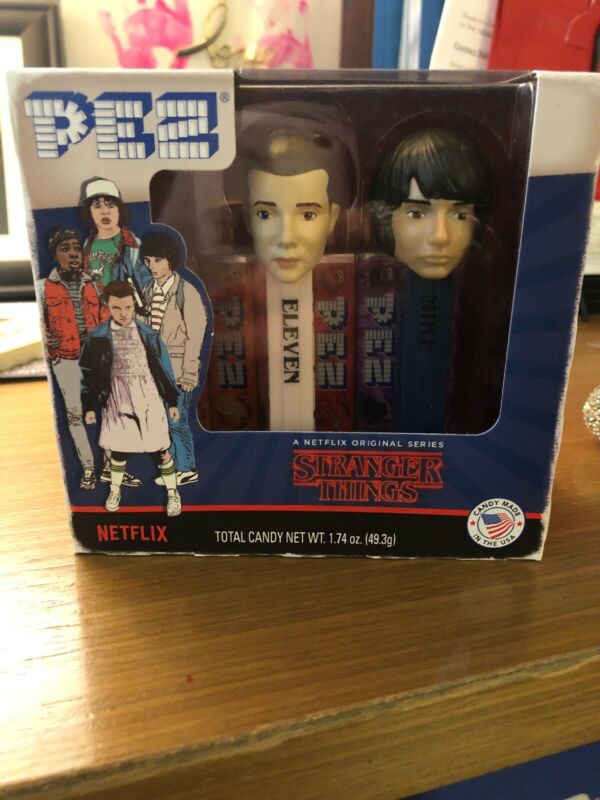 PEZ®
ELEVEN
MIKE
PEZ
PEZ
PEZ
A NETFLIX ORIGINAL SERIES
STRANGER
THINGS
NETFLIX
TOTAL CANDY NET WT. 1.74 oz. (49.3g)
CANDY MADE
IN THE USA